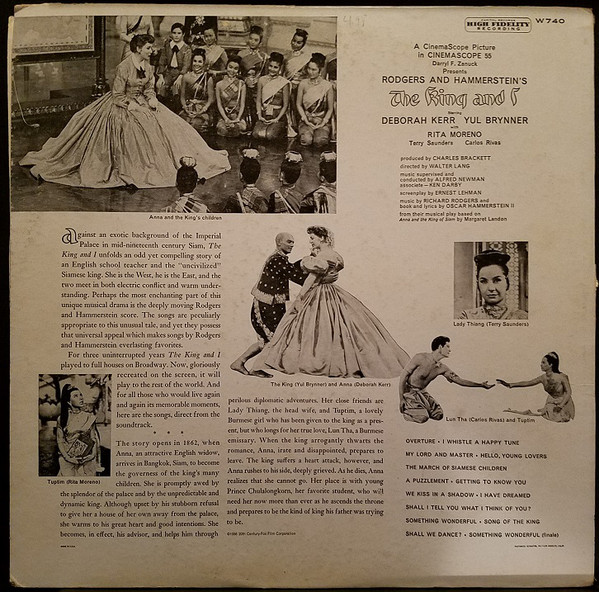 CAPITOL RECORDS
HIGH FIDELITY
RECORDING
W740
A CinemaScope Picture
in CINEMASCOPE 55
Darryl F. Zanuck
Presents
RODGERS AND HAMMERSTEIN'S
The King and I
Starring
DEBORAH KERR YUL BRYNNER
with
RITA MORENO
Terry Saunders Carlos Rivas
produced by CHARLES BRACKETT
directed by WALTER LANG
music supervised and
conducted by ALFRED NEWMAN
associate – KEN DARBY
screenplay by ERNEST LEHMAN
music by RICHARD RODGERS and
book and lyrics by OSCAR HAMMERSTEIN II
from their musical play based on
Anna and the King of Siam by Margaret Landon
Anna and the King's children
against an exotic background of the Imperial
Palace in mid-nineteenth century Siam, The
King and I unfolds an odd yet compelling story of
an English school teacher and the "uncivilized"
Siamese king. She is the West, he is the East, and the
two meet in both electric conflict and warm under-
standing. Perhaps the most enchanting part of this
unique musical drama is the deeply moving Rodgers
and Hammerstein score. The songs are peculiarly
appropriate to this unusual tale, and yet they possess
that universal appeal which makes songs by Rodgers
and Hammerstein everlasting favorites.
For three uninterrupted years The King and I
played to full houses on Broadway. Now, gloriously
recreated on the screen, it will
play to the rest of the world. And
for all those who would live again
and again its memorable moments,
here are the songs, direct from the
soundtrack.
* * *
The story opens in 1862, when
Anna, an attractive English widow,
arrives in Bangkok, Siam, to become
the governess of the king's many
children. She is promptly awed by
the splendor of the palace and by the unpredictable and
dynamic king. Although upset by his stubborn refusal
to give her a house of her own away from the palace,
she warms to his great heart and good intentions. She
becomes, in effect, his advisor, and helps him through
Tuptim (Rita Moreno)
The King (Yul Brynner) and Anna (Deborah Kerr)
perilous diplomatic adventures. Her close friends are
Lady Thiang, the head wife, and Tuptim, a lovely
Burmese girl who has been given to the king as a pres-
ent, but who longs for her true love, Lun Tha, a Burmese
emissary. When the king arrogantly thwarts the
romance, Anna, irate and disappointed, prepares to
leave. The king suffers a heart attack, however, and
Anna rushes to his side, deeply grieved. As he dies, Anna
realizes that she cannot go. Her place is with young
Prince Chulalongkorn, her favorite student, who will
need her now more than ever as he ascends the throne
and prepares to be the kind of king his father was trying
to be.
©1956 20th Century-Fox Film Corporation
Lady Thiang (Terry Saunders)
Lun Tha (Carlos Rivas) and Tuptim
OVERTURE • I WHISTLE A HAPPY TUNE
MY LORD AND MASTER • HELLO, YOUNG LOVERS
THE MARCH OF SIAMESE CHILDREN
A PUZZLEMENT • GETTING TO KNOW YOU
WE KISS IN A SHADOW • I HAVE DREAMED
SHALL I TELL YOU WHAT I THINK OF YOU?
SOMETHING WONDERFUL • SONG OF THE KING
SHALL WE DANCE? • SOMETHING WONDERFUL (finale)